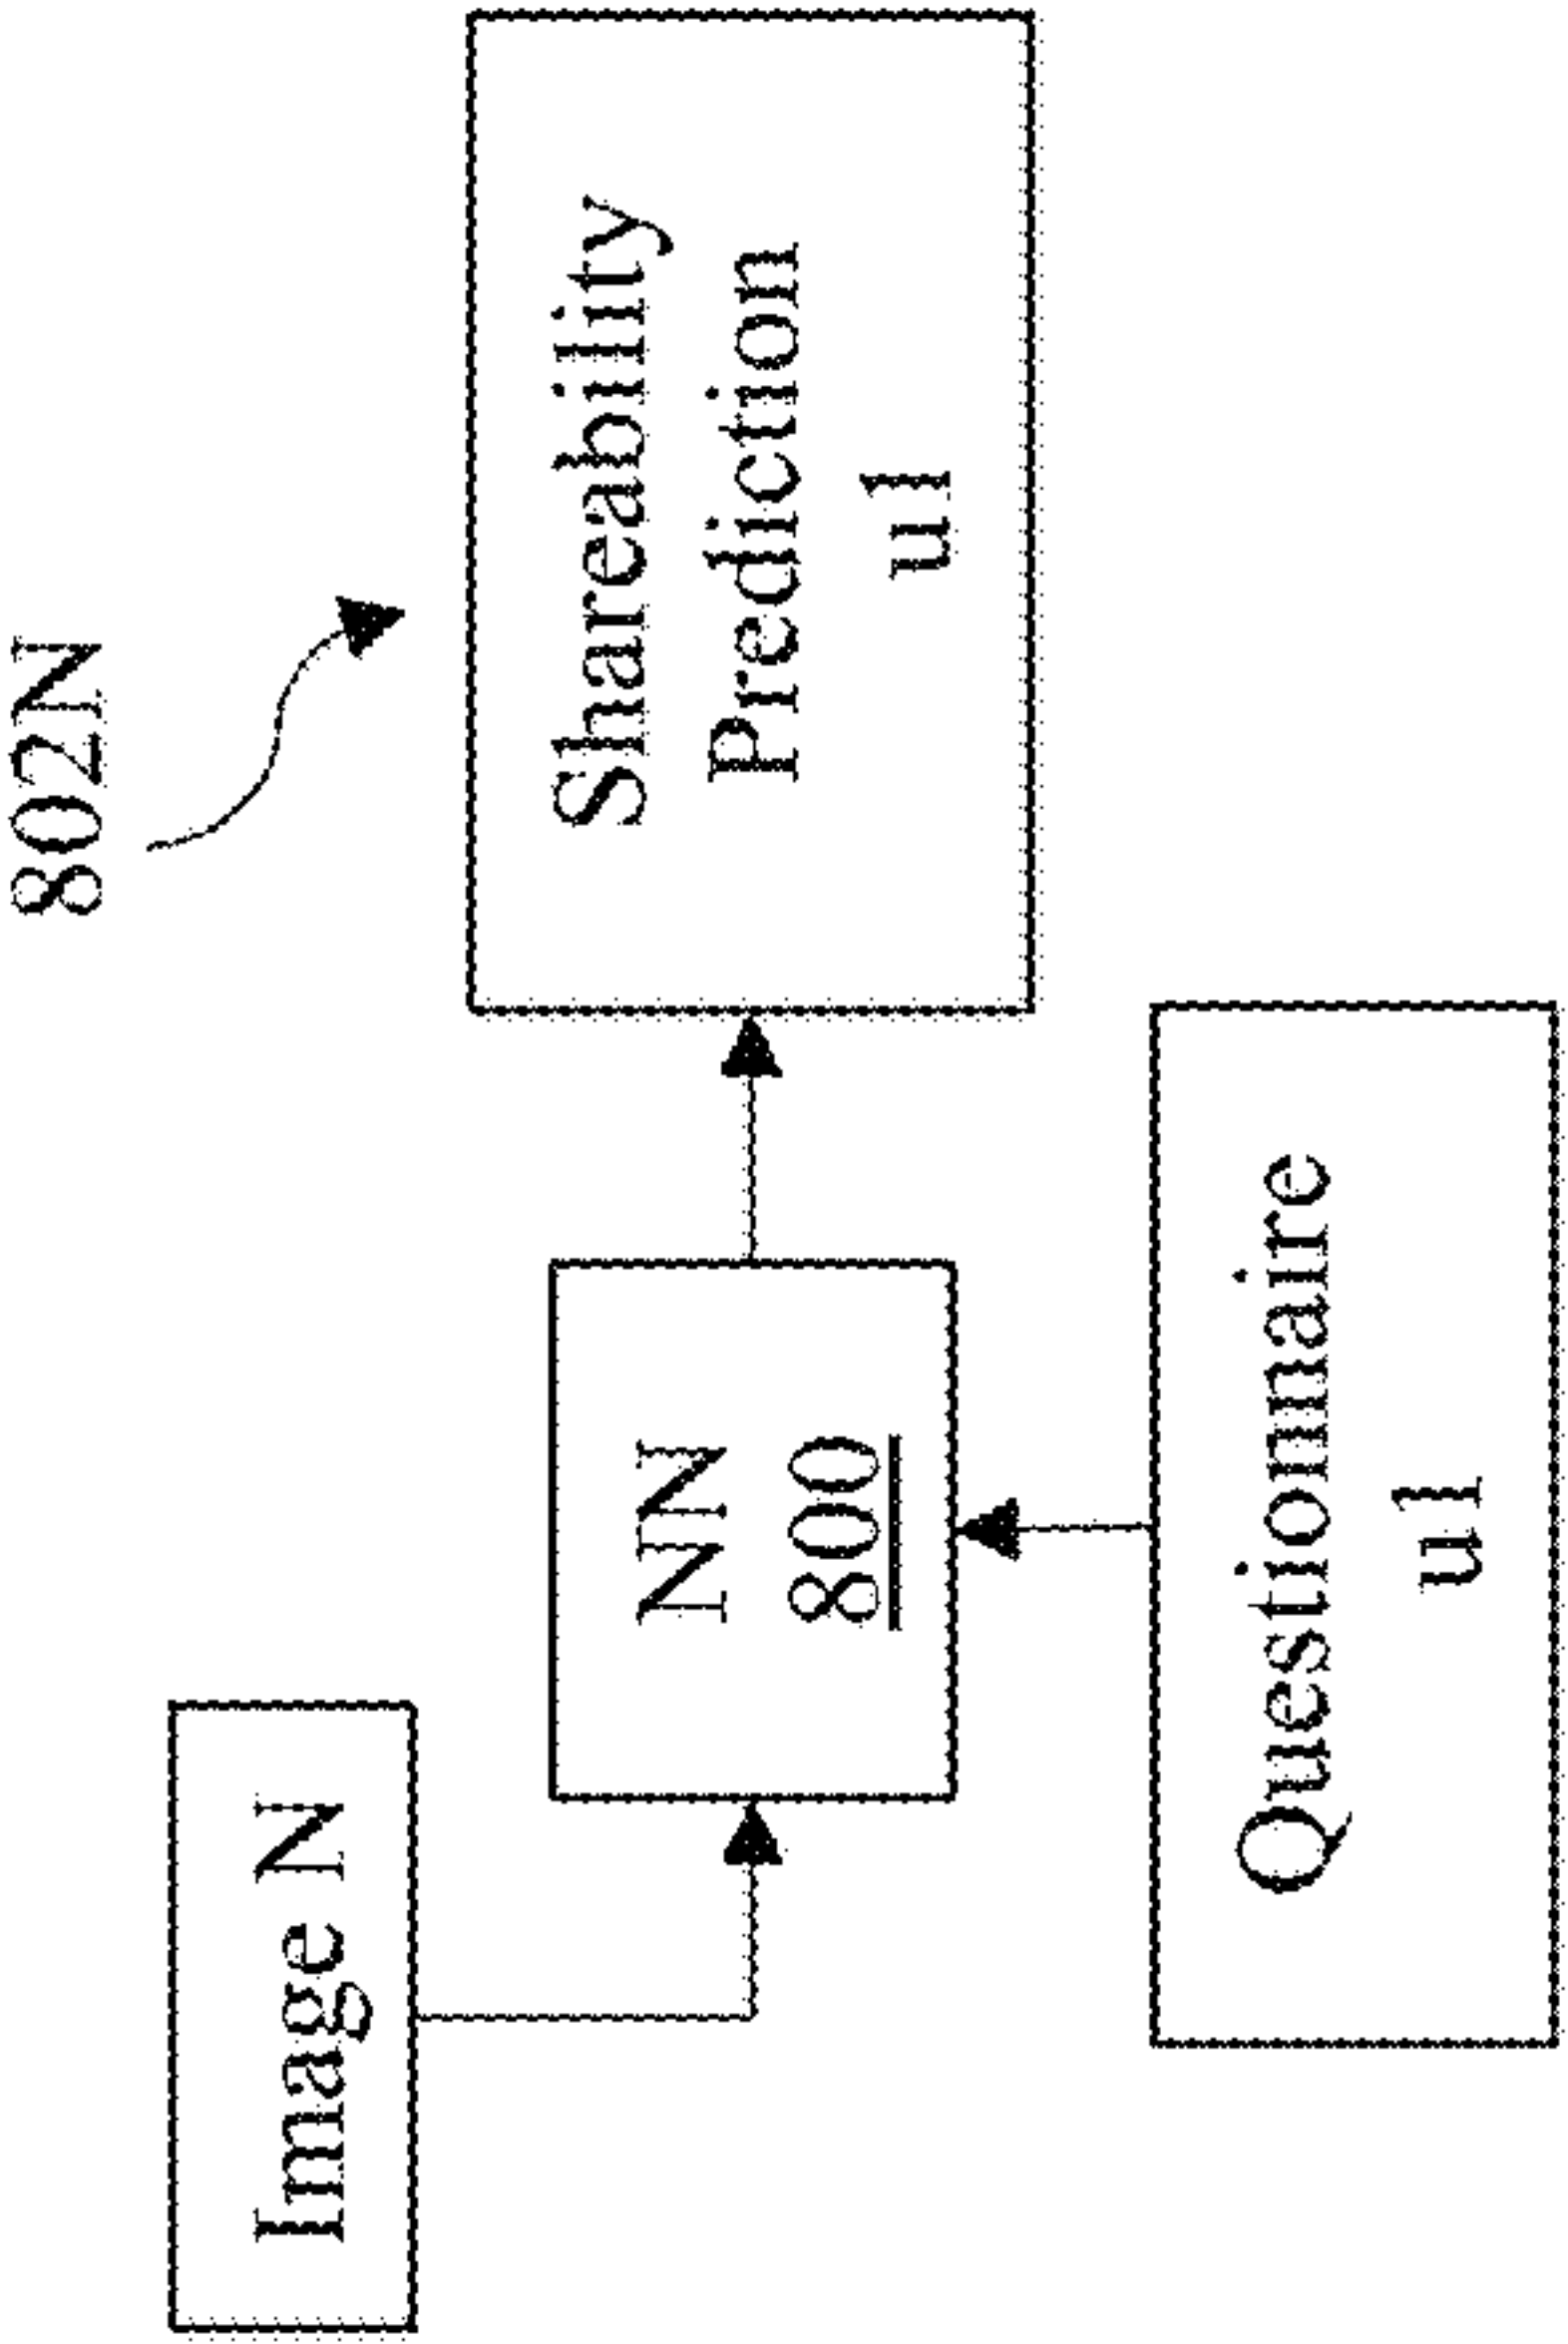 802N
Image N
NN
800
Shareability
Prediction
u1
Questionnaire
u1